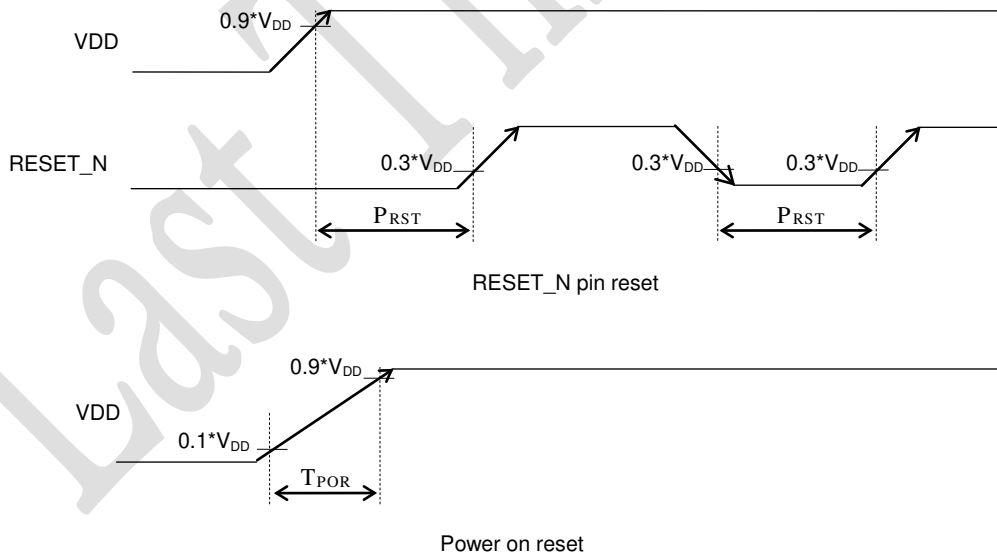 0.9*VDD
VDD
RESET_N
0.3*VDD
0.3*VDD
0.3*VDD
PRST
PRST
RESET_N pin reset
0.9*VDD
VDD
0.1*VDD
TPOR
Power on reset
Last